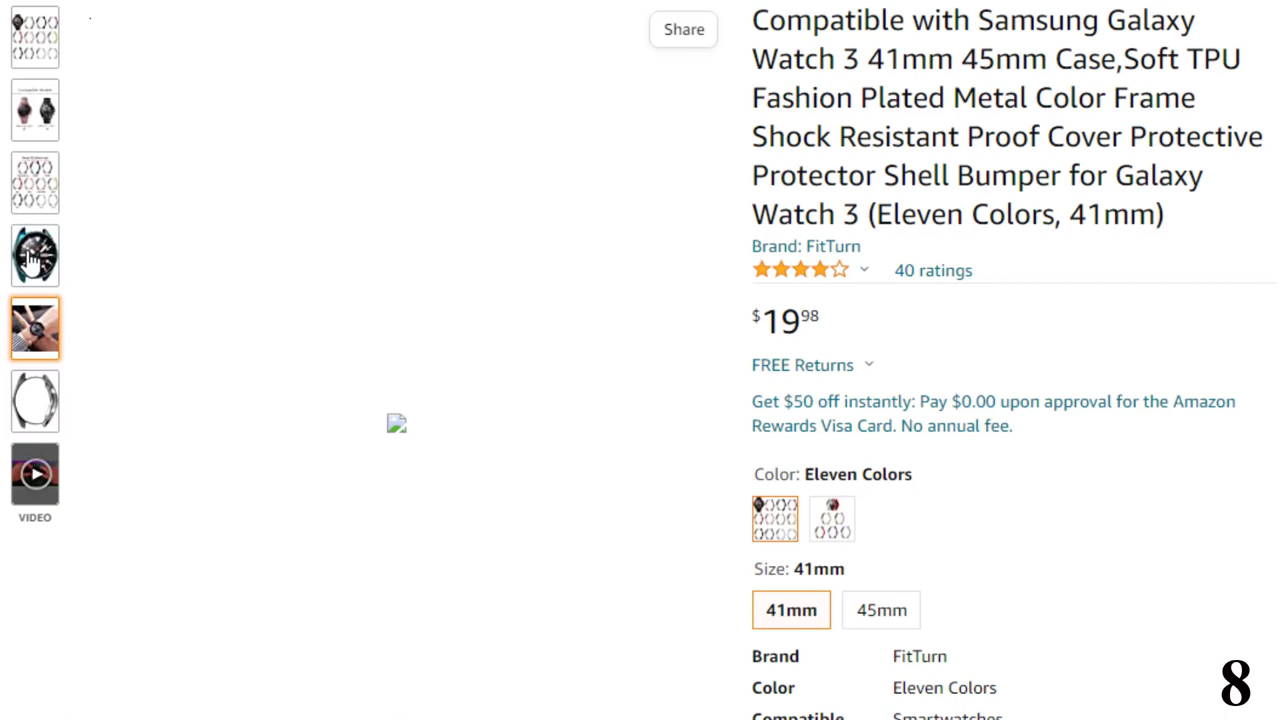 Share
Compatible with Samsung Galaxy
Watch 3 41mm 45mm Case,Soft TPU
Fashion Plated Metal Color Frame
Shock Resistant Proof Cover Protective
Protector Shell Bumper for Galaxy
Watch 3 (Eleven Colors, 41mm)
Brand: FitTurn
40 ratings
$1998
FREE Returns
Get $50 off instantly: Pay $0.00 upon approval for the Amazon
Rewards Visa Card. No annual fee.
Color: Eleven Colors
Size: 41mm
41mm 45mm
Brand FitTurn
Color Eleven Colors
Compatible Smartwatches
VIDEO
8